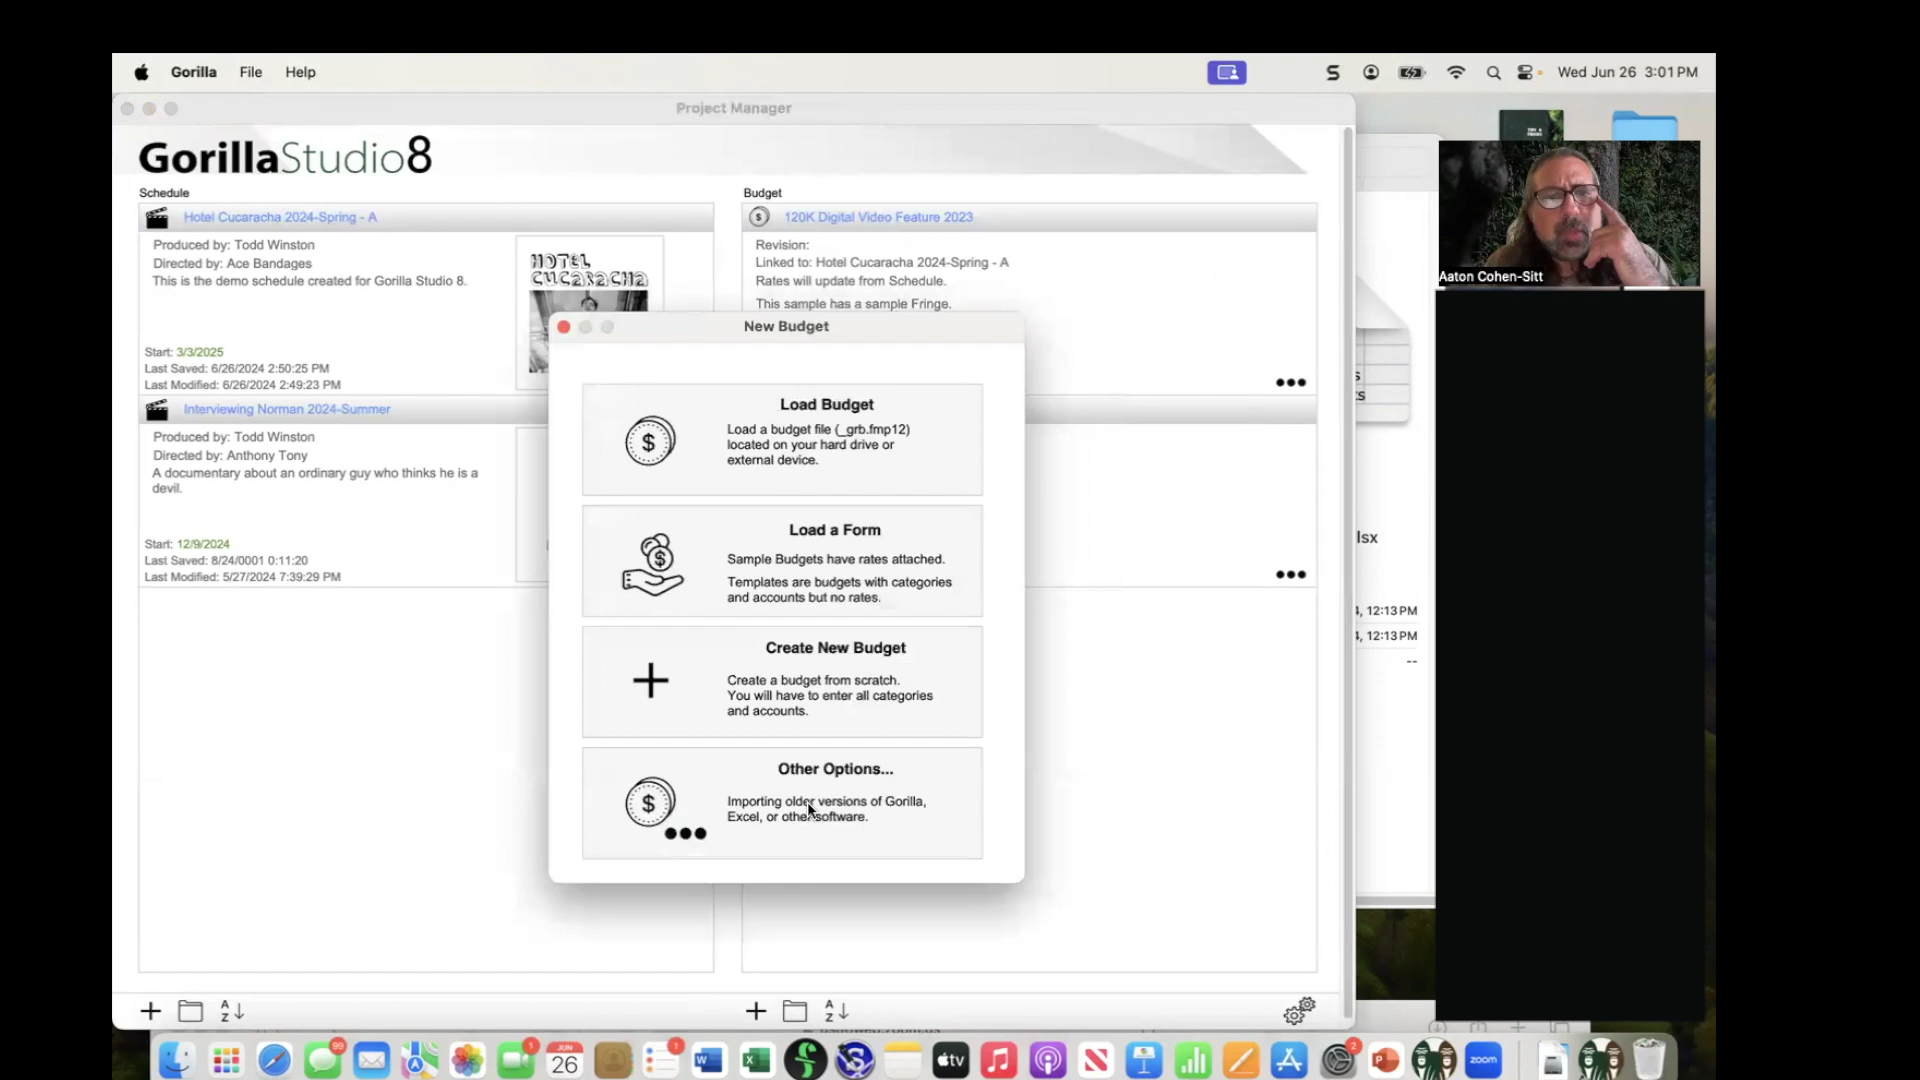 Gorilla File Help
Wed Jun 26 3:01 PM
Project Manager
GorillaStudio8
Schedule
Hotel Cucaracha 2024-Spring - A
Produced by: Todd Winston
Directed by: Ace Bandages
This is the demo schedule created for Gorilla Studio 8.
HOTEL
CUCARACHA
Start: 3/3/2025
Last Saved: 6/26/2024 2:50:25 PM
Last Modified: 6/26/2024 2:49:23 PM
Interviewing Norman 2024-Summer
Produced by: Todd Winston
Directed by: Anthony Tony
A documentary about an ordinary guy who thinks he is a
devil.
Start: 12/9/2024
Last Saved: 8/24/0001 0:11:20
Last Modified: 5/27/2024 7:39:29 PM
Budget
120K Digital Video Feature 2023
Revision:
Linked to: Hotel Cucaracha 2024-Spring - A
Rates will update from Schedule.
This sample has a sample Fringe.
New Budget
Load Budget
Load a budget file (_grb.fmp12)
located on your hard drive or
external device.
Load a Form
Sample Budgets have rates attached.
Templates are budgets with categories
and accounts but no rates.
Create New Budget
Create a budget from scratch.
You will have to enter all categories
and accounts.
Other Options...
Importing older versions of Gorilla,
Excel, or other software.
Aaton Cohen-Sitt
lsx
4, 12:13 PM
4, 12:13 PM
--
A
Z
A
Z
99
1
JUN
26
1
tv
2
zoom